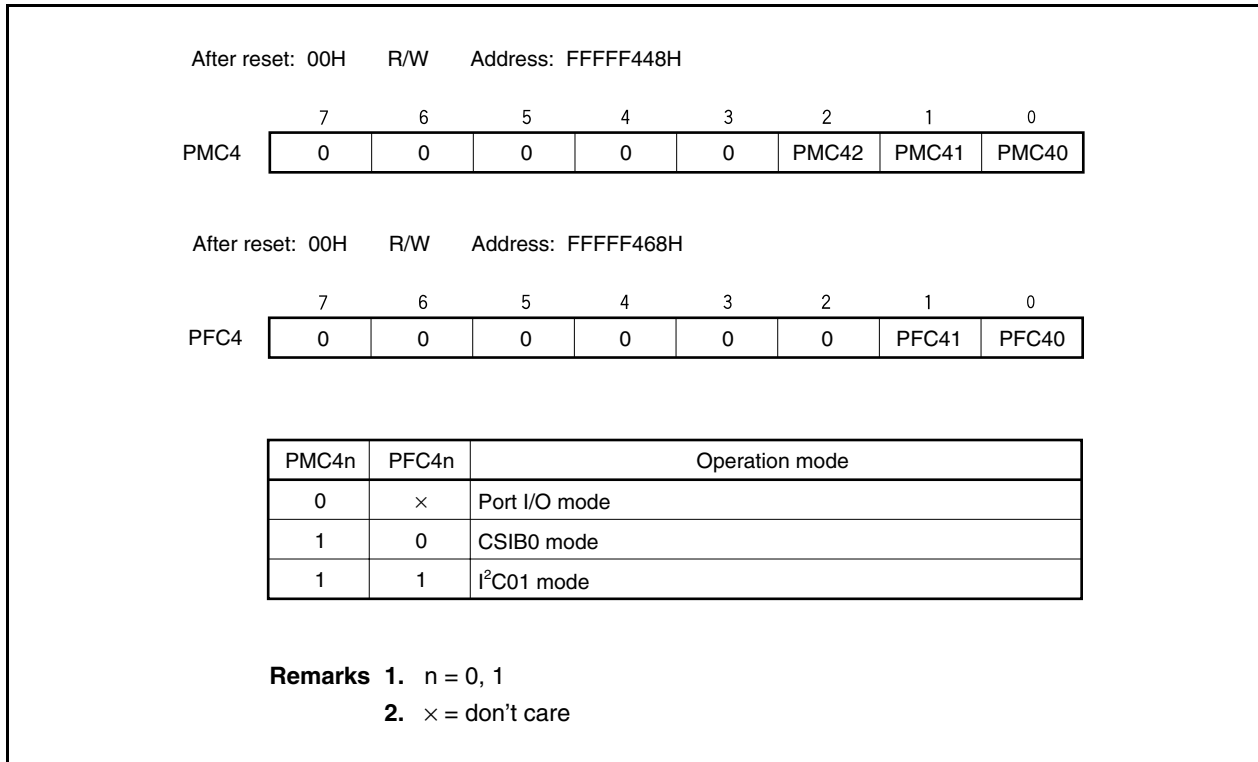 After reset: 00H R/W Address: FFFFF448H
7 6 5 4 3 2 1 0
PMC4 0 0 0 0 0 PMC42 PMC41 PMC40
After reset: 00H R/W Address: FFFFF468H
7 6 5 4 3 2 1 0
PFC4 0 0 0 0 0 0 PFC41 PFC40
PMC4n PFC4n Operation mode
0 × Port I/O mode
1 0 CSIB0 mode
1 1 I²C01 mode
Remarks 1. n = 0, 1
2. × = don't care